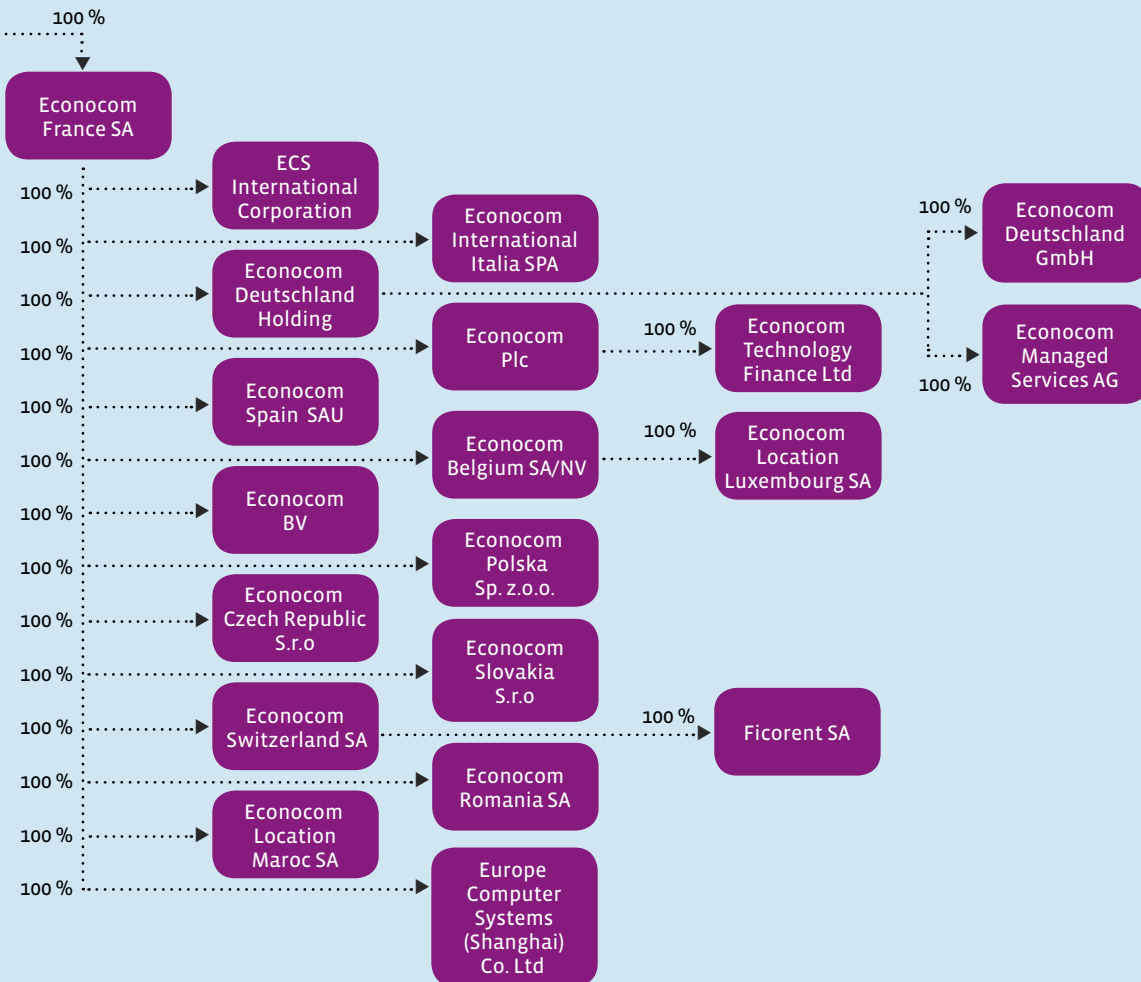 100 %
Econocom
France SA
100 %
ECS
International
Corporation
100 %
Econocom
International
Italia SPA
100 %
Econocom
Deutschland
Holding
100 %
Econocom
Deutschland
GmbH
100 %
Econocom
Managed
Services AG
100 %
Econocom
Plc
100 %
Econocom
Technology
Finance Ltd
100 %
Econocom
Spain SAU
100 %
Econocom
Belgium SA/NV
100 %
Econocom
Location
Luxembourg SA
100 %
Econocom
BV
100 %
Econocom
Polska
Sp. z.o.o.
100 %
Econocom
Czech Republic
S.r.o
100 %
Econocom
Slovakia
S.r.o
100 %
Econocom
Switzerland SA
100 %
Ficorent SA
100 %
Econocom
Romania SA
100 %
Econocom
Location
Maroc SA
100 %
Europe
Computer
Systems
(Shanghai)
Co. Ltd